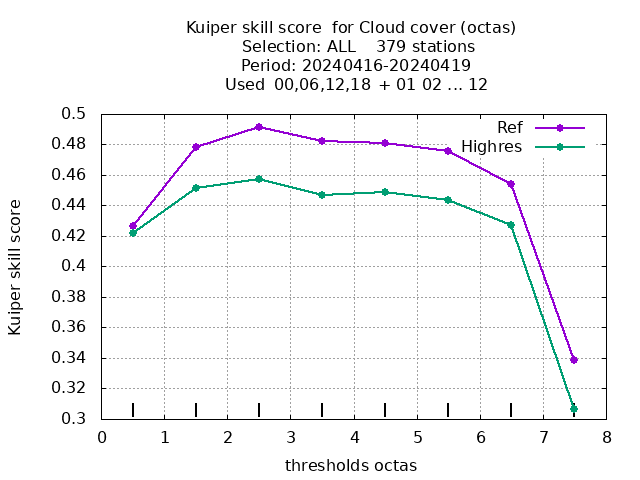 Kuiper skill score  for Cloud cover (octas)
Selection: ALL    379 stations
Period: 20240416-20240419
Used  00,06,12,18 + 01 02 ... 12
Ref
Highres
0.5
0.48
0.46
0.44
0.42
0.4
0.38
0.36
0.34
0.32
0.3
Kuiper skill score
0 1 2 3 4 5 6 7 8
thresholds octas